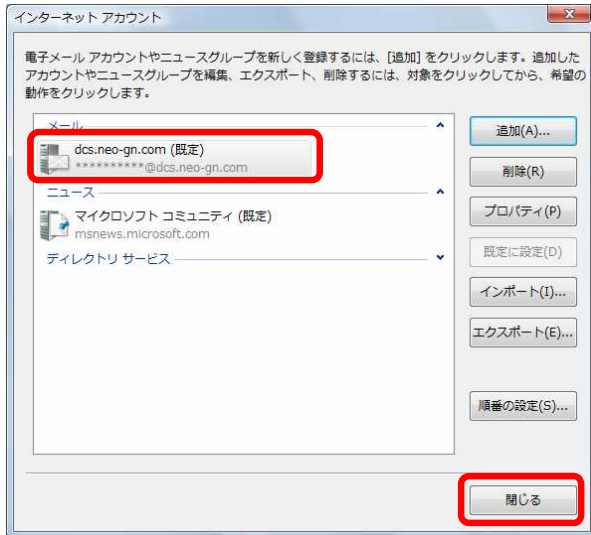 インターネット アカウント
電子メール アカウントやニュースグループを新しく登録するには、[追加] をクリックします。追加した
アカウントやニュースグループを編集、エクスポート、削除するには、対象をクリックしてから、希望の
動作をクリックします。
メール
dcs.neo-gn.com (既定)
**********@dcs.neo-gn.com
ニュース
マイクロソフト コミュニティ (既定)
msnews.microsoft.com
ディレクトリ サービス
追加(A)...
削除(R)
プロパティ(P)
既定に設定(D)
インポート(I)...
エクスポート(E)...
順番の設定(S)...
閉じる